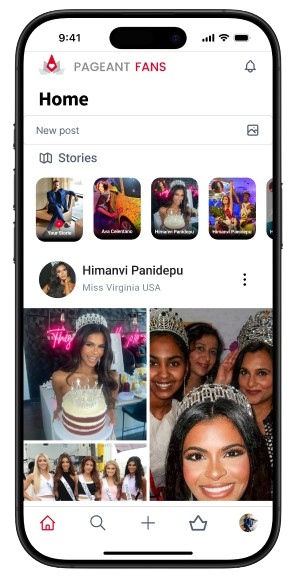 9:41
PAGEANT FANS
Home
New post
Stories
Your Storie
Ava Celentano
Himanvi Panidepu
Himanvi Panidepu
H
Himanvi Panidepu
Miss Virginia USA